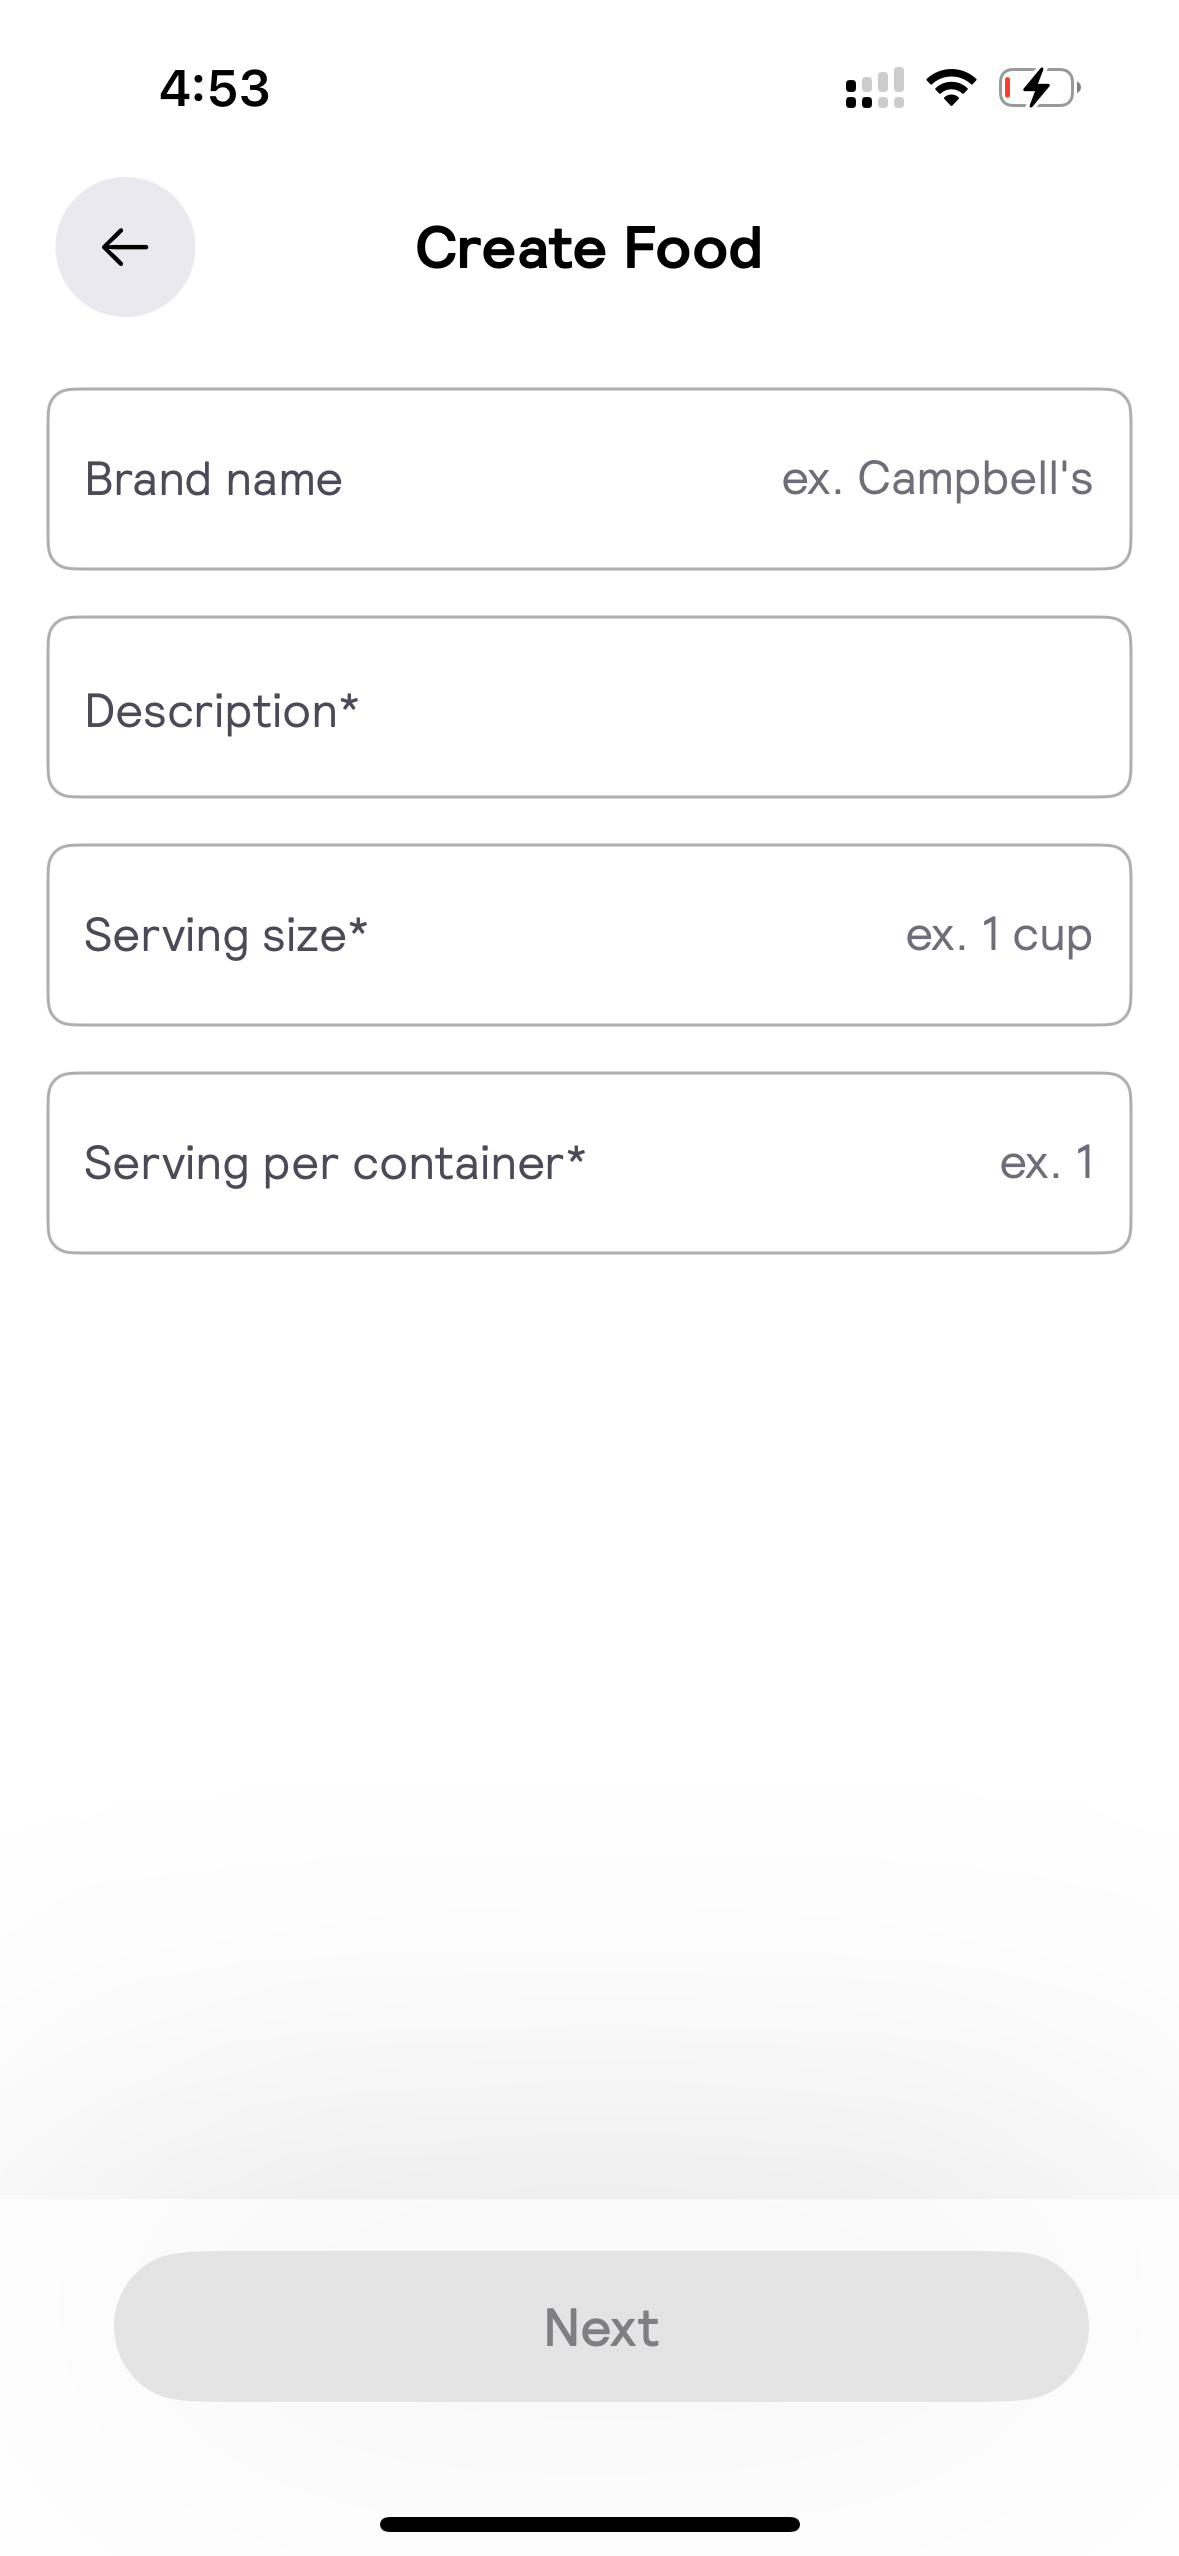 4:53
Create Food
Brand name ex. Campbell's
Description*
Serving size* ex. 1 cup
Serving per container* ex. 1
Next